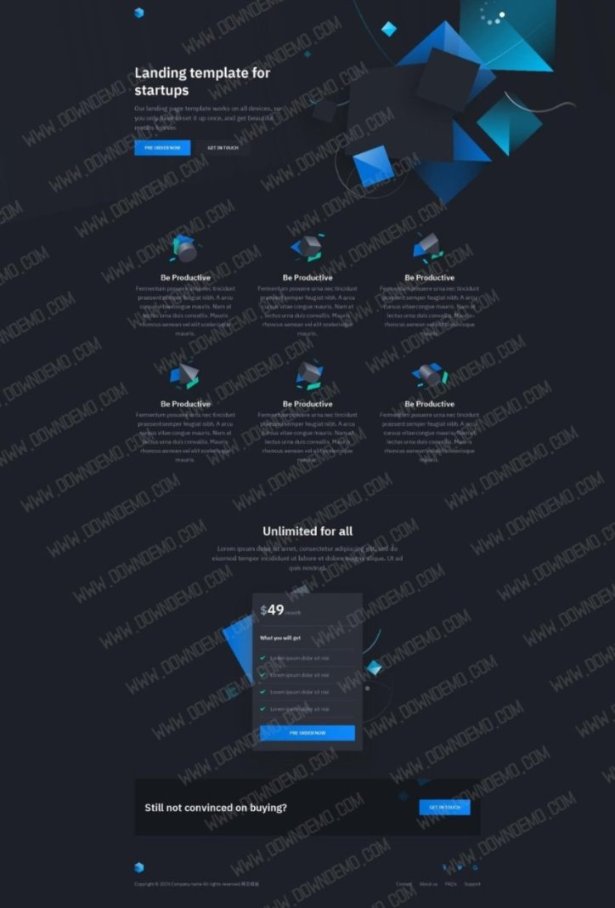 Landing template for
startups
Our landing page template works on all devices, so
you only have to set it up once, and get beautiful
results forever.
PRE ORDER NOW
GET IN TOUCH
Be Productive
Fermentum posuere urna nec tincidunt
praesent semper feugiat nibh. A arcu
cursus vitae congue mauris. Nam at
lectus urna duis convallis. Mauris
rhoncus aenean vel elit scelerisque
mauris.
Be Productive
Fermentum posuere urna nec tincidunt
praesent semper feugiat nibh. A arcu
cursus vitae congue mauris. Nam at
lectus urna duis convallis. Mauris
rhoncus aenean vel elit scelerisque
mauris.
Be Productive
Fermentum posuere urna nec tincidunt
praesent semper feugiat nibh. A arcu
cursus vitae congue mauris. Nam at
lectus urna duis convallis. Mauris
rhoncus aenean vel elit scelerisque
mauris.
Be Productive
Fermentum posuere urna nec tincidunt
praesent semper feugiat nibh. A arcu
cursus vitae congue mauris. Nam at
lectus urna duis convallis. Mauris
rhoncus aenean vel elit scelerisque
mauris.
Be Productive
Fermentum posuere urna nec tincidunt
praesent semper feugiat nibh. A arcu
cursus vitae congue mauris. Nam at
lectus urna duis convallis. Mauris
rhoncus aenean vel elit scelerisque
mauris.
Be Productive
Fermentum posuere urna nec tincidunt
praesent semper feugiat nibh. A arcu
cursus vitae congue mauris. Nam at
lectus urna duis convallis. Mauris
rhoncus aenean vel elit scelerisque
mauris.
Unlimited for all
Lorem ipsum dolor sit amet, consectetur adipiscing elit, sed do
eiusmod tempor incididunt ut labore et dolore magna aliqua. Ut ad
quis nostrud.
$49 /month
What you will get
Lorem ipsum dolor sit nisi
Lorem ipsum dolor sit nisi
Lorem ipsum dolor sit nisi
Lorem ipsum dolor sit nisi
PRE ORDER NOW
Still not convinced on buying?
GET IN TOUCH
Copyright © Company name All rights reserved.网页模板
Contact About us FAQ's Support
WWW.DOWNDEMO.COM